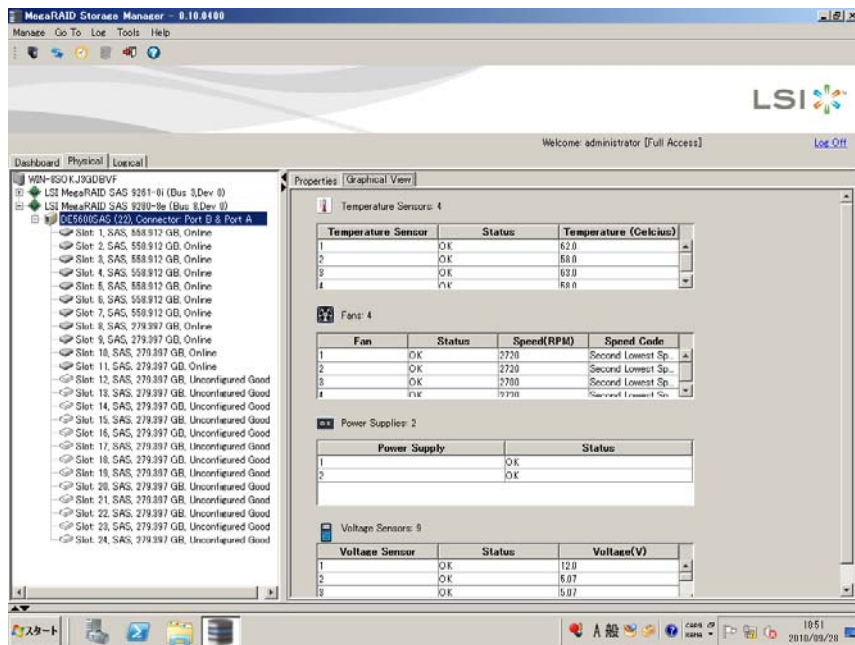 MegaRAID Storage Manager - 8.10.0400
Manage Go To Log Tools Help
LSI
Welcome: administrator [Full Access]
Log Off
Dashboard Physical Logical
WIN-8SOKJ3GDBVF
LSI MegaRAID SAS 9261-8i (Bus 3,Dev 0)
LSI MegaRAID SAS 9280-8e (Bus 8,Dev 0)
DE5600SAS (22), Connector: Port B & Port A
Slot: 1, SAS, 558.912 GB, Online
Slot: 2, SAS, 558.912 GB, Online
Slot: 3, SAS, 558.912 GB, Online
Slot: 4, SAS, 558.912 GB, Online
Slot: 5, SAS, 558.912 GB, Online
Slot: 6, SAS, 558.912 GB, Online
Slot: 7, SAS, 558.912 GB, Online
Slot: 8, SAS, 279.397 GB, Online
Slot: 9, SAS, 279.397 GB, Online
Slot: 10, SAS, 279.397 GB, Online
Slot: 11, SAS, 279.397 GB, Online
Slot: 12, SAS, 279.397 GB, Unconfigured Good
Slot: 13, SAS, 279.397 GB, Unconfigured Good
Slot: 14, SAS, 279.397 GB, Unconfigured Good
Slot: 15, SAS, 279.397 GB, Unconfigured Good
Slot: 16, SAS, 279.397 GB, Unconfigured Good
Slot: 17, SAS, 279.397 GB, Unconfigured Good
Slot: 18, SAS, 279.397 GB, Unconfigured Good
Slot: 19, SAS, 279.397 GB, Unconfigured Good
Slot: 20, SAS, 279.397 GB, Unconfigured Good
Slot: 21, SAS, 279.397 GB, Unconfigured Good
Slot: 22, SAS, 279.397 GB, Unconfigured Good
Slot: 23, SAS, 279.397 GB, Unconfigured Good
Slot: 24, SAS, 279.397 GB, Unconfigured Good
Properties Graphical View
Temperature Sensors: 4
Temperature Sensor Status Temperature (Celcius)
1 OK 62.0
2 OK 58.0
3 OK 63.0
4 OK 58.0
Fans: 4
Fan Status Speed(RPM) Speed Code
1 OK 2720 Second Lowest Sp..
2 OK 2720 Second Lowest Sp..
3 OK 2700 Second Lowest Sp..
4 OK 2720 Second Lowest Sp..
Power Supplies: 2
Power Supply Status
1 OK
2 OK
Voltage Sensors: 9
Voltage Sensor Status Voltage(V)
1 OK 12.0
2 OK 5.07
3 OK 5.07
スタート
A 般
CAPS
KANA
18:51
2010/09/28